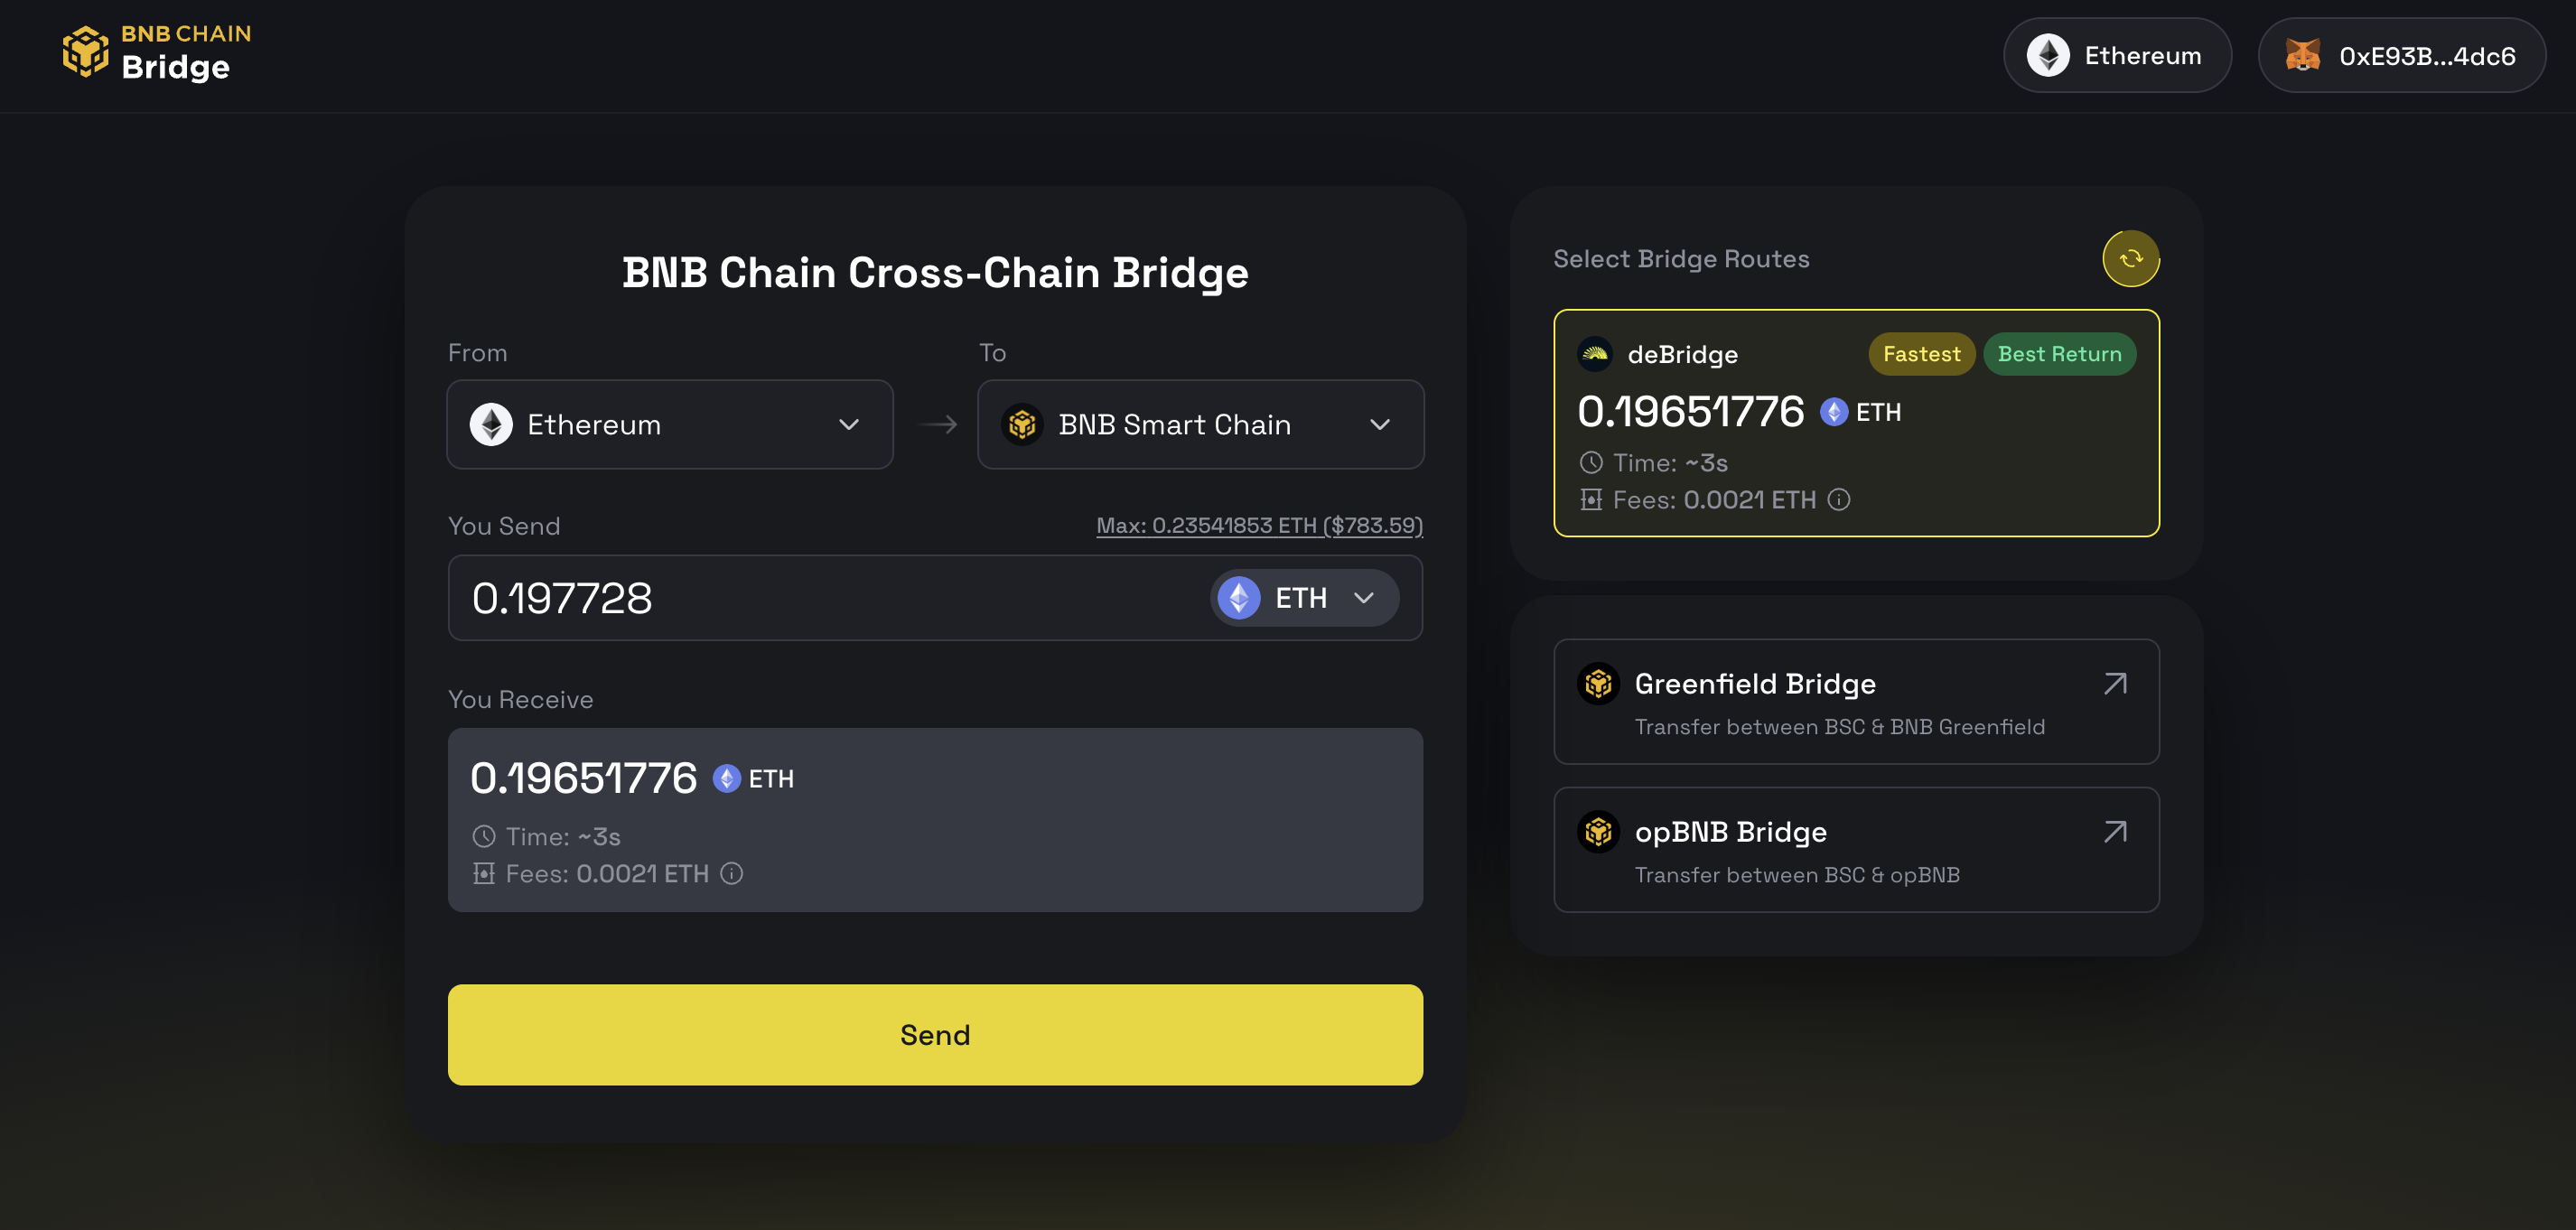 BNB CHAIN
Bridge
Ethereum
0xE93B...4dc6
BNB Chain Cross-Chain Bridge
From
To
Ethereum
BNB Smart Chain
You Send
Max: 0.23541853 ETH ($783.59)
0.197728
ETH
You Receive
0.19651776 ETH
Time: ~3s
Fees: 0.0021 ETH
Send
Select Bridge Routes
deBridge
Fastest
Best Return
0.19651776 ETH
Time: ~3s
Fees: 0.0021 ETH
Greenfield Bridge
Transfer between BSC & BNB Greenfield
opBNB Bridge
Transfer between BSC & opBNB